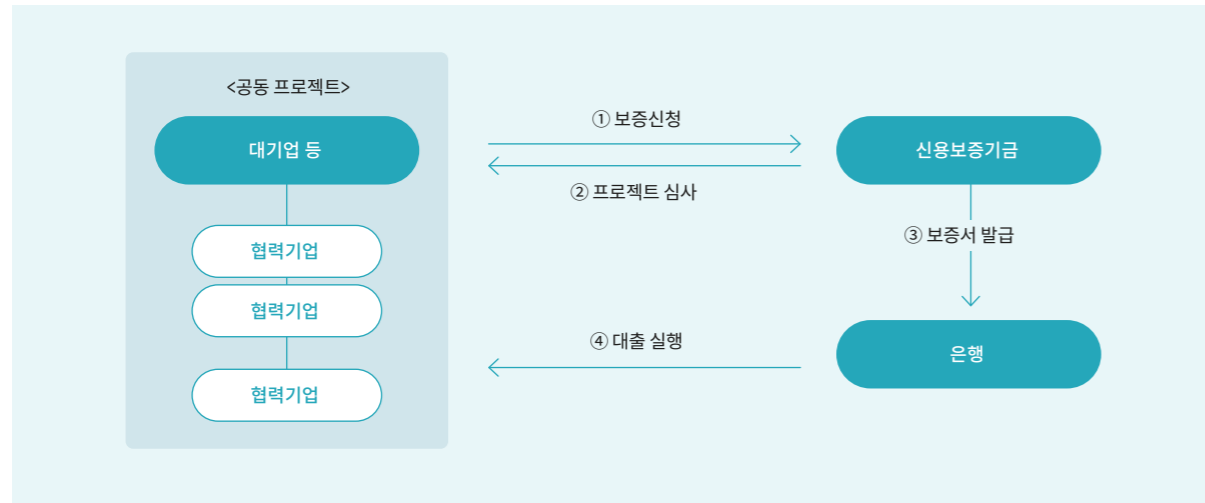 <공동 프로젝트>
대기업 등
협력기업
협력기업
협력기업
① 보증신청
② 프로젝트 심사
신용보증기금
③ 보증서 발급
은행
④ 대출 실행